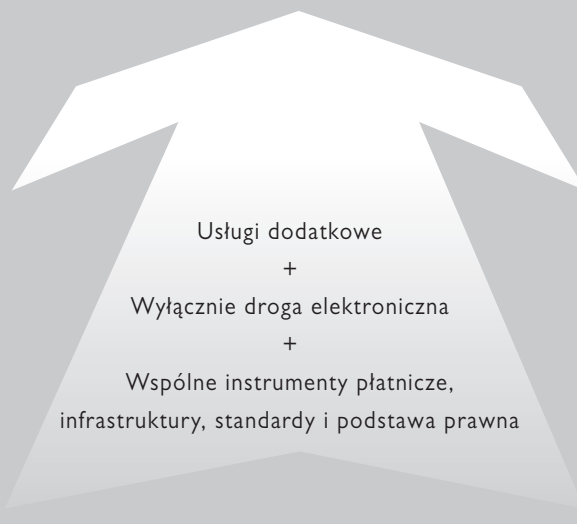 Usługi dodatkowe
+
Wyłącznie droga elektroniczna
+
Wspólne instrumenty płatnicze,
infrastruktury, standardy i podstawa prawna